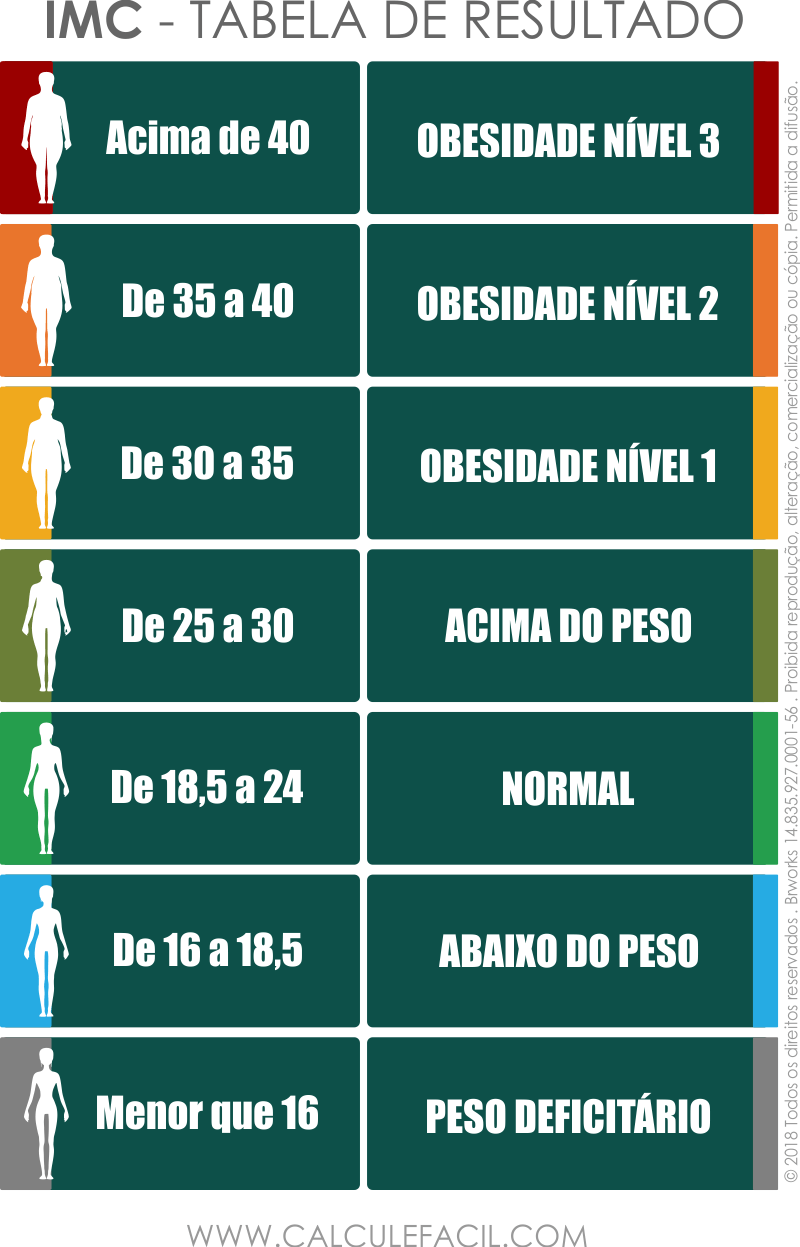 IMC - TABELA DE RESULTADO
Acima de 40
OBESIDADE NÍVEL 3
De 35 a 40
OBESIDADE NÍVEL 2
De 30 a 35
OBESIDADE NÍVEL 1
De 25 a 30
ACIMA DO PESO
De 18,5 a 24
NORMAL
De 16 a 18,5
ABAIXO DO PESO
Menor que 16
PESO DEFICITÁRIO
© 2018 Todos os direitos reservados . Brworks 14.835.927.0001-56 . Proibida reprodução, alteração, comercialização ou cópia. Permitida a difusão.
WWW.CALCULEFACIL.COM